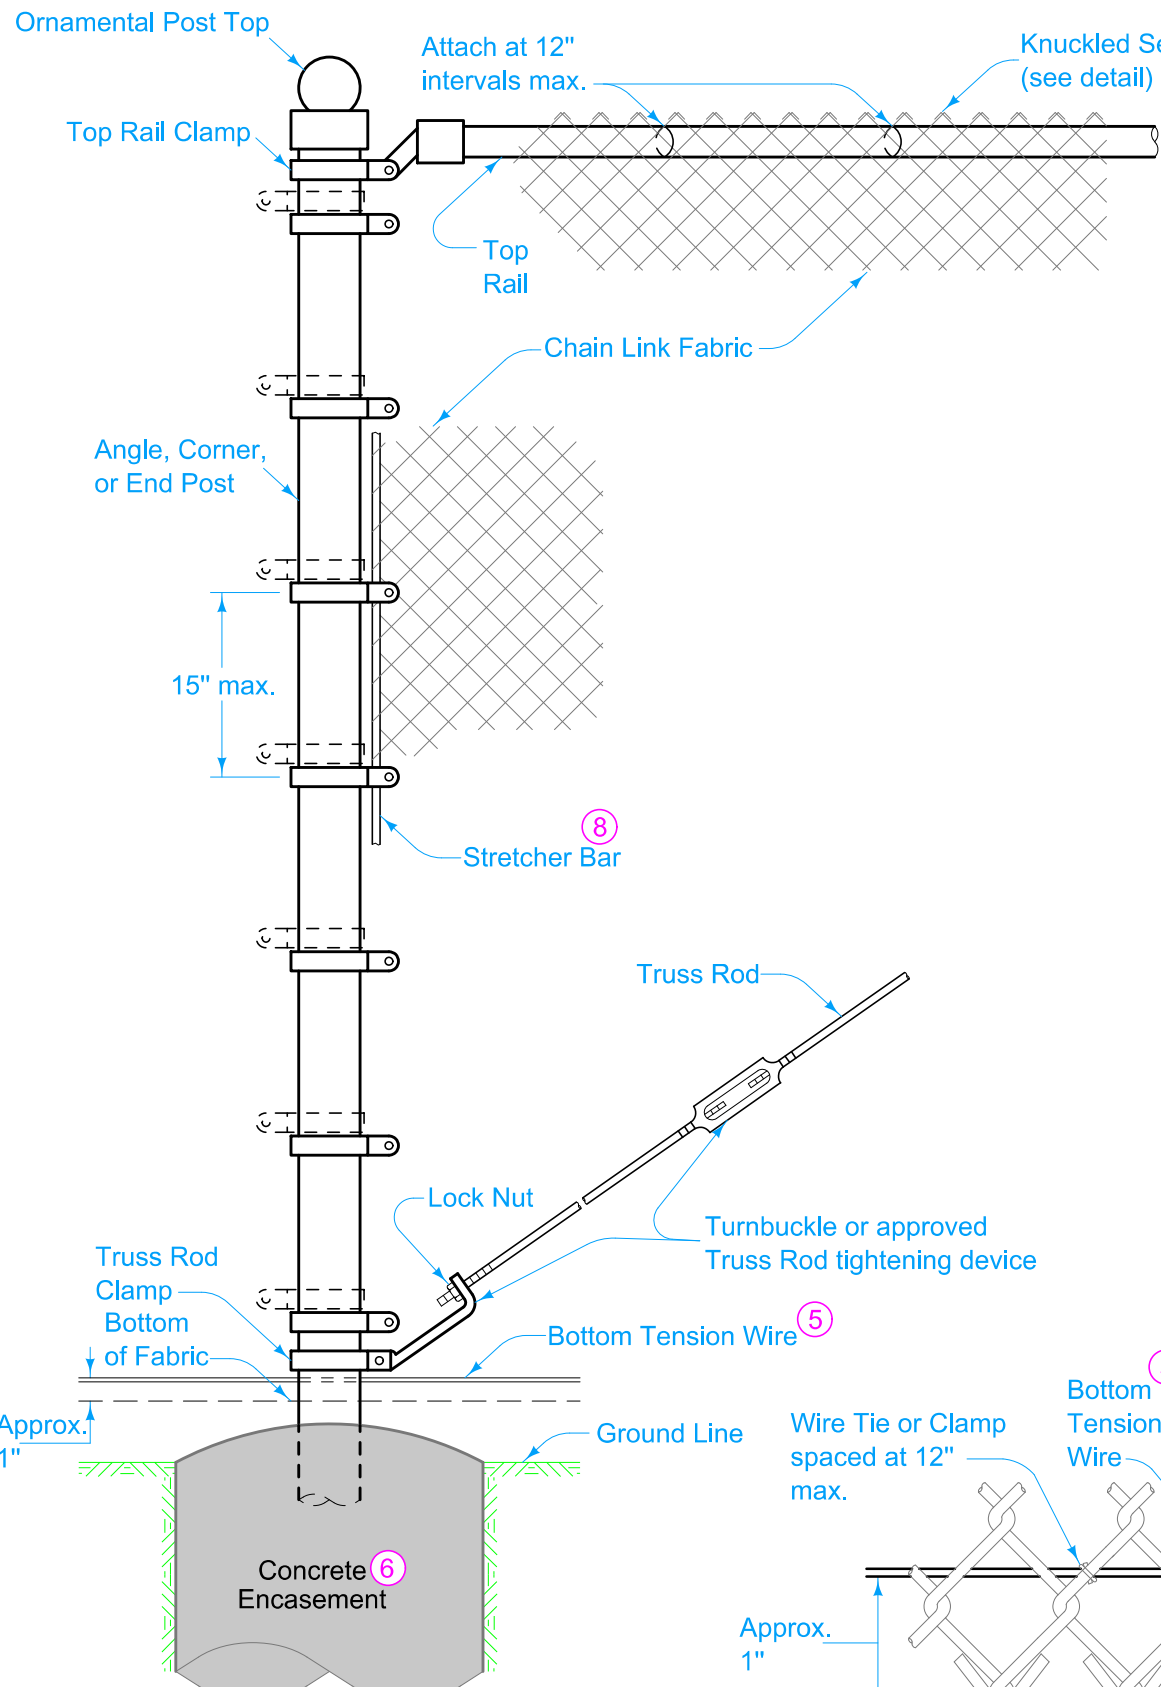 Ornamental Post Top
Attach at 12"
intervals max.
Knuckled Se
(see detail)
Top Rail Clamp
Top
Rail
Chain Link Fabric
Angle, Corner,
or End Post
15" max.
8
Stretcher Bar
Truss Rod
Lock Nut
Turnbuckle or approved
Truss Rod tightening device
Truss Rod
Clamp
Bottom
of Fabric
5
Bottom Tension Wire
Approx.
1"
Ground Line
Wire Tie or Clamp
spaced at 12"
max.
Bottom
Tension
Wire
Concrete 6
Encasement
Approx.
1"